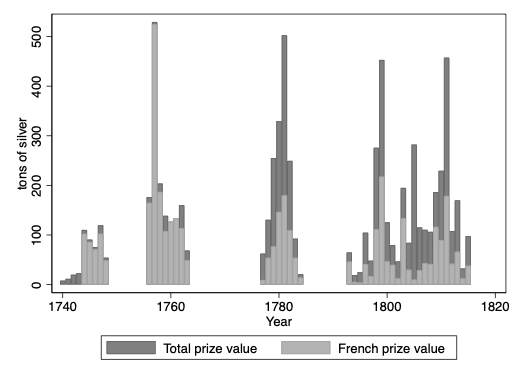 500
400
300
200
100
0
tons of silver
1740
1760
1780
1800
1820
Year
Total prize value
French prize value